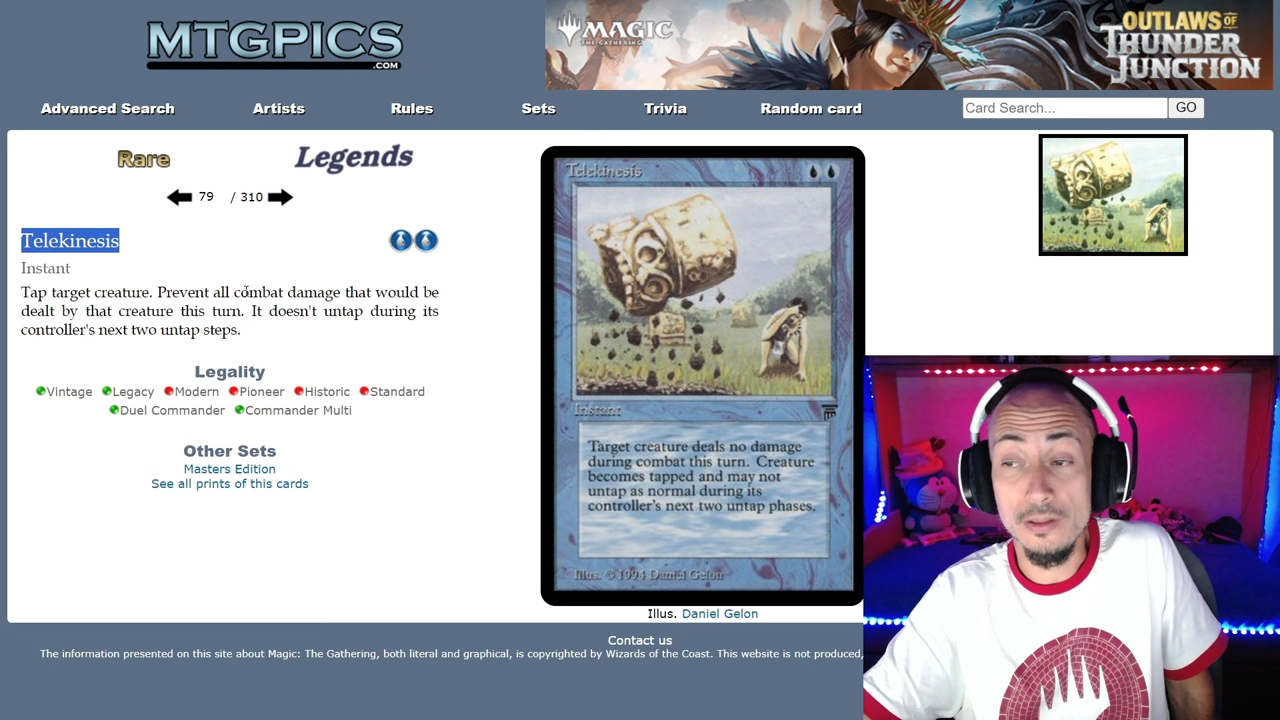 MTGPICS
.COM
MAGIC
THE GATHERING
OUTLAWS OF
THUNDER
JUNCTION
Advanced Search
Artists
Rules
Sets
Trivia
Random card
Card Search...
GO
Rare
Legends
79 / 310
Telekinesis
Instant
Tap target creature. Prevent all combat damage that would be
dealt by that creature this turn. It doesn't untap during its
controller's next two untap steps.
Legality
Vintage Legacy Modern Pioneer Historic Standard
Duel Commander Commander Multi
Other Sets
Masters Edition
See all prints of this cards
Telekinesis
Instant
Target creature deals no damage
during combat this turn. Creature
becomes tapped and may not
untap as normal during its
controller's next two untap phases.
Illus. © 1994 Daniel Gelon
Illus. Daniel Gelon
Contact us
The information presented on this site about Magic: The Gathering, both literal and graphical, is copyrighted by Wizards of the Coast. This website is not produced,